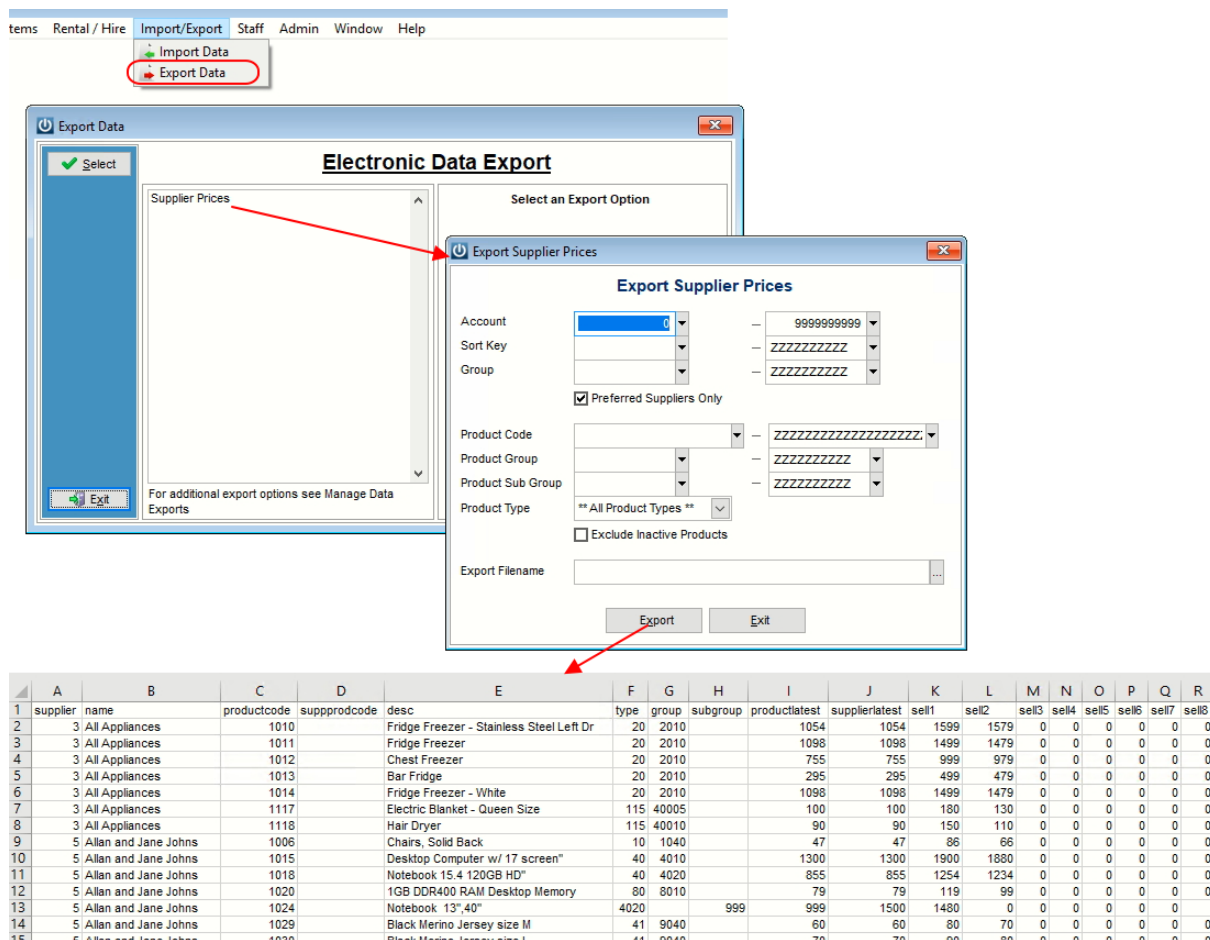 tems Rental / Hire Import/Export Staff Admin Window Help
Import Data
Export Data
Export Data
Select
Electronic Data Export
Supplier Prices
Select an Export Option
Exit
For additional export options see Manage Data
Exports
Export Supplier Prices
Export Supplier Prices
Account 0 – 9999999999
Sort Key – ZZZZZZZZZZ
Group – ZZZZZZZZZZ
Preferred Suppliers Only
Product Code – ZZZZZZZZZZZZZZZZZZZ
Product Group – ZZZZZZZZZZ
Product Sub Group – ZZZZZZZZZZ
Product Type ** All Product Types **
Exclude Inactive Products
Export Filename ...
Export Exit
A B C D E F G H I J K L M N O P Q R
1 supplier name productcode suppprodcode desc type group subgroup productlatest supplierlatest sell1 sell2 sell3 sell4 sell5 sell6 sell7 sell8
2 3 All Appliances 1010 Fridge Freezer - Stainless Steel Left Dr 20 2010 1054 1054 1599 1579 0 0 0 0 0 0
3 3 All Appliances 1011 Fridge Freezer 20 2010 1098 1098 1499 1479 0 0 0 0 0 0
4 3 All Appliances 1012 Chest Freezer 20 2010 755 755 999 979 0 0 0 0 0 0
5 3 All Appliances 1013 Bar Fridge 20 2010 295 295 499 479 0 0 0 0 0 0
6 3 All Appliances 1014 Fridge Freezer - White 20 2010 1098 1098 1499 1479 0 0 0 0 0 0
7 3 All Appliances 1117 Electric Blanket - Queen Size 115 40005 100 100 180 130 0 0 0 0 0 0
8 3 All Appliances 1118 Hair Dryer 115 40010 90 90 150 110 0 0 0 0 0 0
9 5 Allan and Jane Johns 1006 Chairs, Solid Back 10 1040 47 47 86 66 0 0 0 0 0 0
10 5 Allan and Jane Johns 1015 Desktop Computer w/ 17 screen" 40 4010 1300 1300 1900 1880 0 0 0 0 0 0
11 5 Allan and Jane Johns 1018 Notebook 15.4 120GB HD" 40 4020 855 855 1254 1234 0 0 0 0 0 0
12 5 Allan and Jane Johns 1020 1GB DDR400 RAM Desktop Memory 80 8010 79 79 119 99 0 0 0 0 0 0
13 5 Allan and Jane Johns 1024 Notebook 13",40" 4020 999 999 1500 1480 0 0 0 0 0 0
14 5 Allan and Jane Johns 1029 Black Merino Jersey size M 41 9040 60 60 80 70 0 0 0 0 0 0